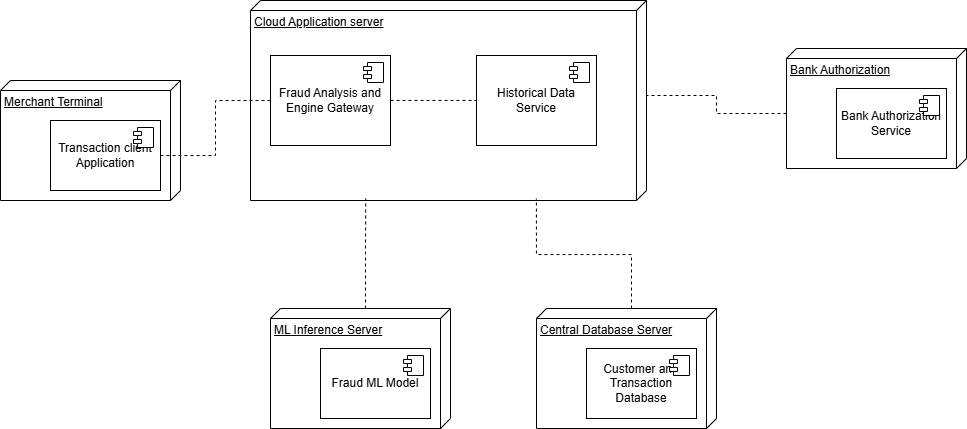 Cloud Application server
Fraud Analysis and
Engine Gateway
Historical Data
Service
Bank Authorization
Bank Authorization
Service
Merchant Terminal
Transaction client
Application
ML Inference Server
Fraud ML Model
Central Database Server
Customer and
Transaction
Database